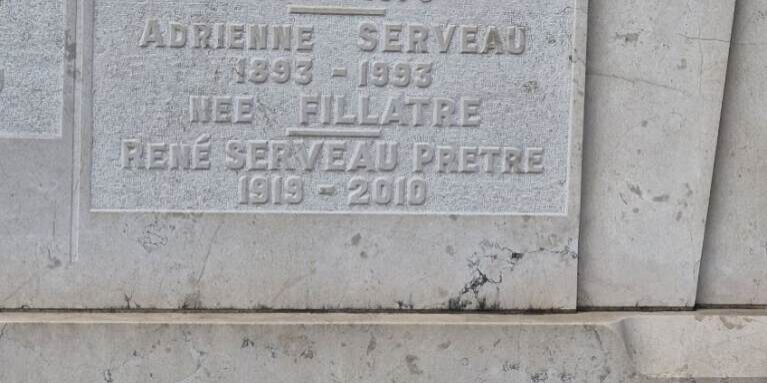 ADRIENNE SERVEAU
1893 - 1993
NEE FILLATRE
RENÉ SERVEAU PRETRE
1919 - 2010